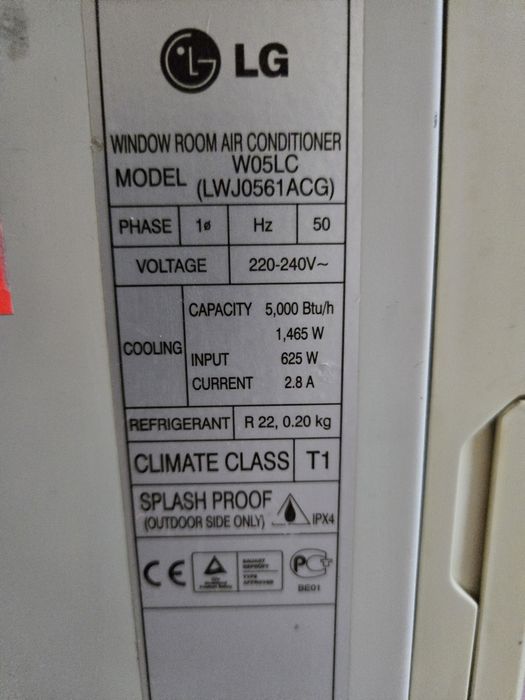 LG
WINDOW ROOM AIR CONDITIONER
MODEL W05LC
(LWJ0561ACG)
PHASE 1ø Hz 50
VOLTAGE 220-240V~
COOLING
CAPACITY 5,000 Btu/h
1,465 W
INPUT 625 W
CURRENT 2.8 A
REFRIGERANT R 22, 0.20 kg
CLIMATE CLASS T1
SPLASH PROOF
(OUTDOOR SIDE ONLY) IPX4
CE
TYPE
APPROVED
BE01